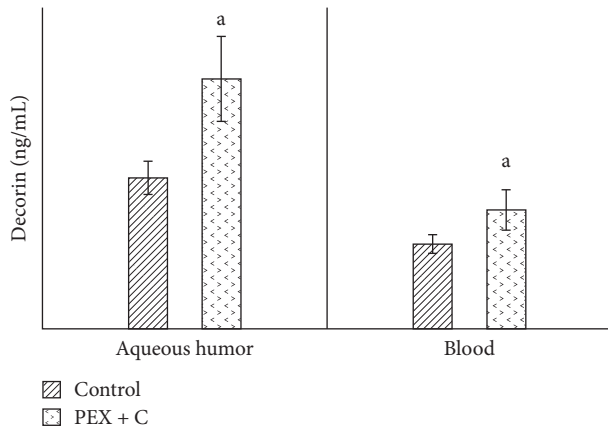 Decorin (ng/mL)
a
a
Aqueous humor
Blood
Control
PEX + C